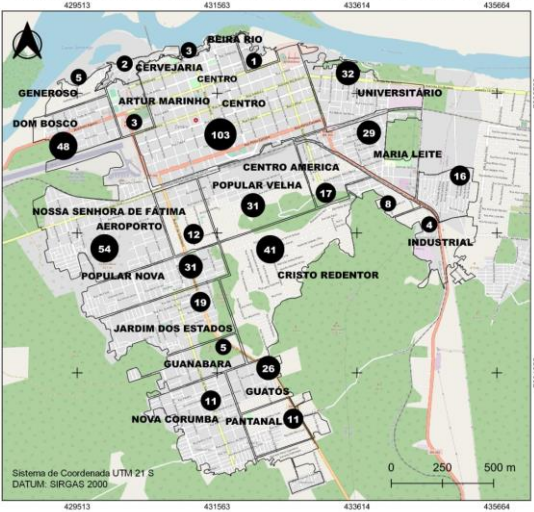 429513 431563 433614 435664
BEIRA RIO
3
1
2
CERVEJARIA
5
CENTRO
32
GENEROSO
ARTUR MARINHO
CENTRO
UNIVERSITÁRIO
DOM BOSCO
3
103
29
48
MARIA LEITE
CENTRO AMERICA
16
POPULAR VELHA
17
31
8
NOSSA SENHORA DE FÁTIMA
AEROPORTO
4
12
54
41
INDUSTRIAL
31
POPULAR NOVA
CRISTO REDENTOR
19
JARDIM DOS ESTADOS
5
GUANABARA
26
GUATÓS
11
NOVA CORUMBA
PANTANAL
11
Sistema de Coordenada UTM 21 S
DATUM: SIRGAS 2000
0 250 500 m
429513 431563 433614 435664